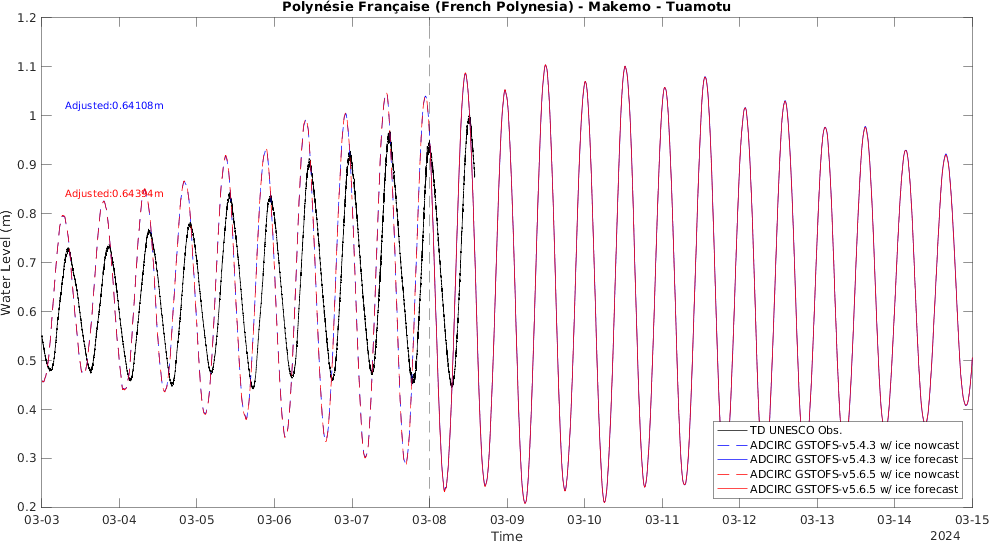 Polynésie Française (French Polynesia) - Makemo - Tuamotu
1.2
1.1
1
0.9
0.8
0.7
0.6
0.5
0.4
0.3
0.2
Water Level (m)
Adjusted:0.64108m
Adjusted:0.64394m
TD UNESCO Obs.
ADCIRC GSTOFS-v5.4.3 w/ ice nowcast
ADCIRC GSTOFS-v5.4.3 w/ ice forecast
ADCIRC GSTOFS-v5.6.5 w/ ice nowcast
ADCIRC GSTOFS-v5.6.5 w/ ice forecast
03-03 03-04 03-05 03-06 03-07 03-08 03-09 03-10 03-11 03-12 03-13 03-14 03-15
Time
2024